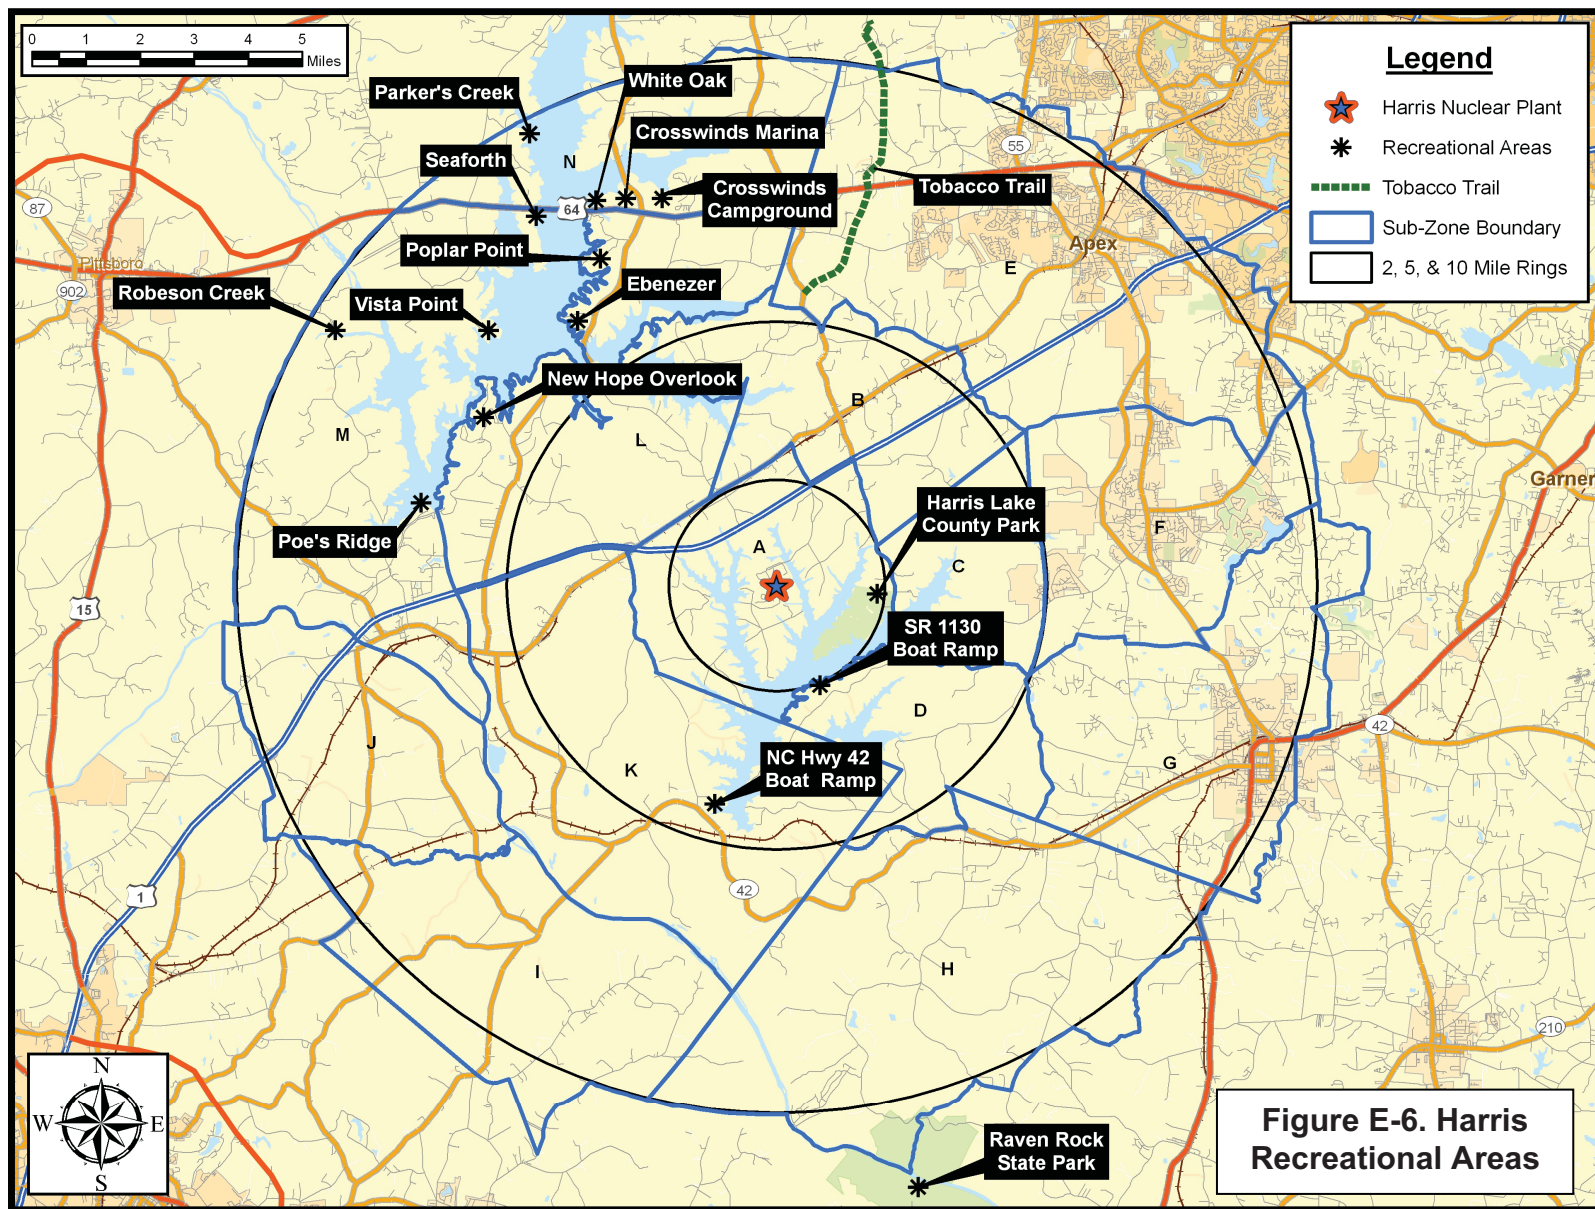 0 1 2 3 4 5
Miles
Legend
Harris Nuclear Plant
Recreational Areas
Tobacco Trail
Sub-Zone Boundary
2, 5, & 10 Mile Rings
White Oak
Parker's Creek
Crosswinds Marina
Seaforth
N
55
Crosswinds
Campground
Tobacco Trail
87
64
Poplar Point
Apex
E
Pittsboro
902
Robeson Creek
Vista Point
Ebenezer
New Hope Overlook
B
M
L
Garner
Harris Lake
County Park
F
Poe's Ridge
A
C
15
SR 1130
Boat Ramp
D
42
J
K
NC Hwy 42
Boat Ramp
G
1
42
I
H
210
N
W E
S
Raven Rock
State Park
Figure E-6. Harris
Recreational Areas